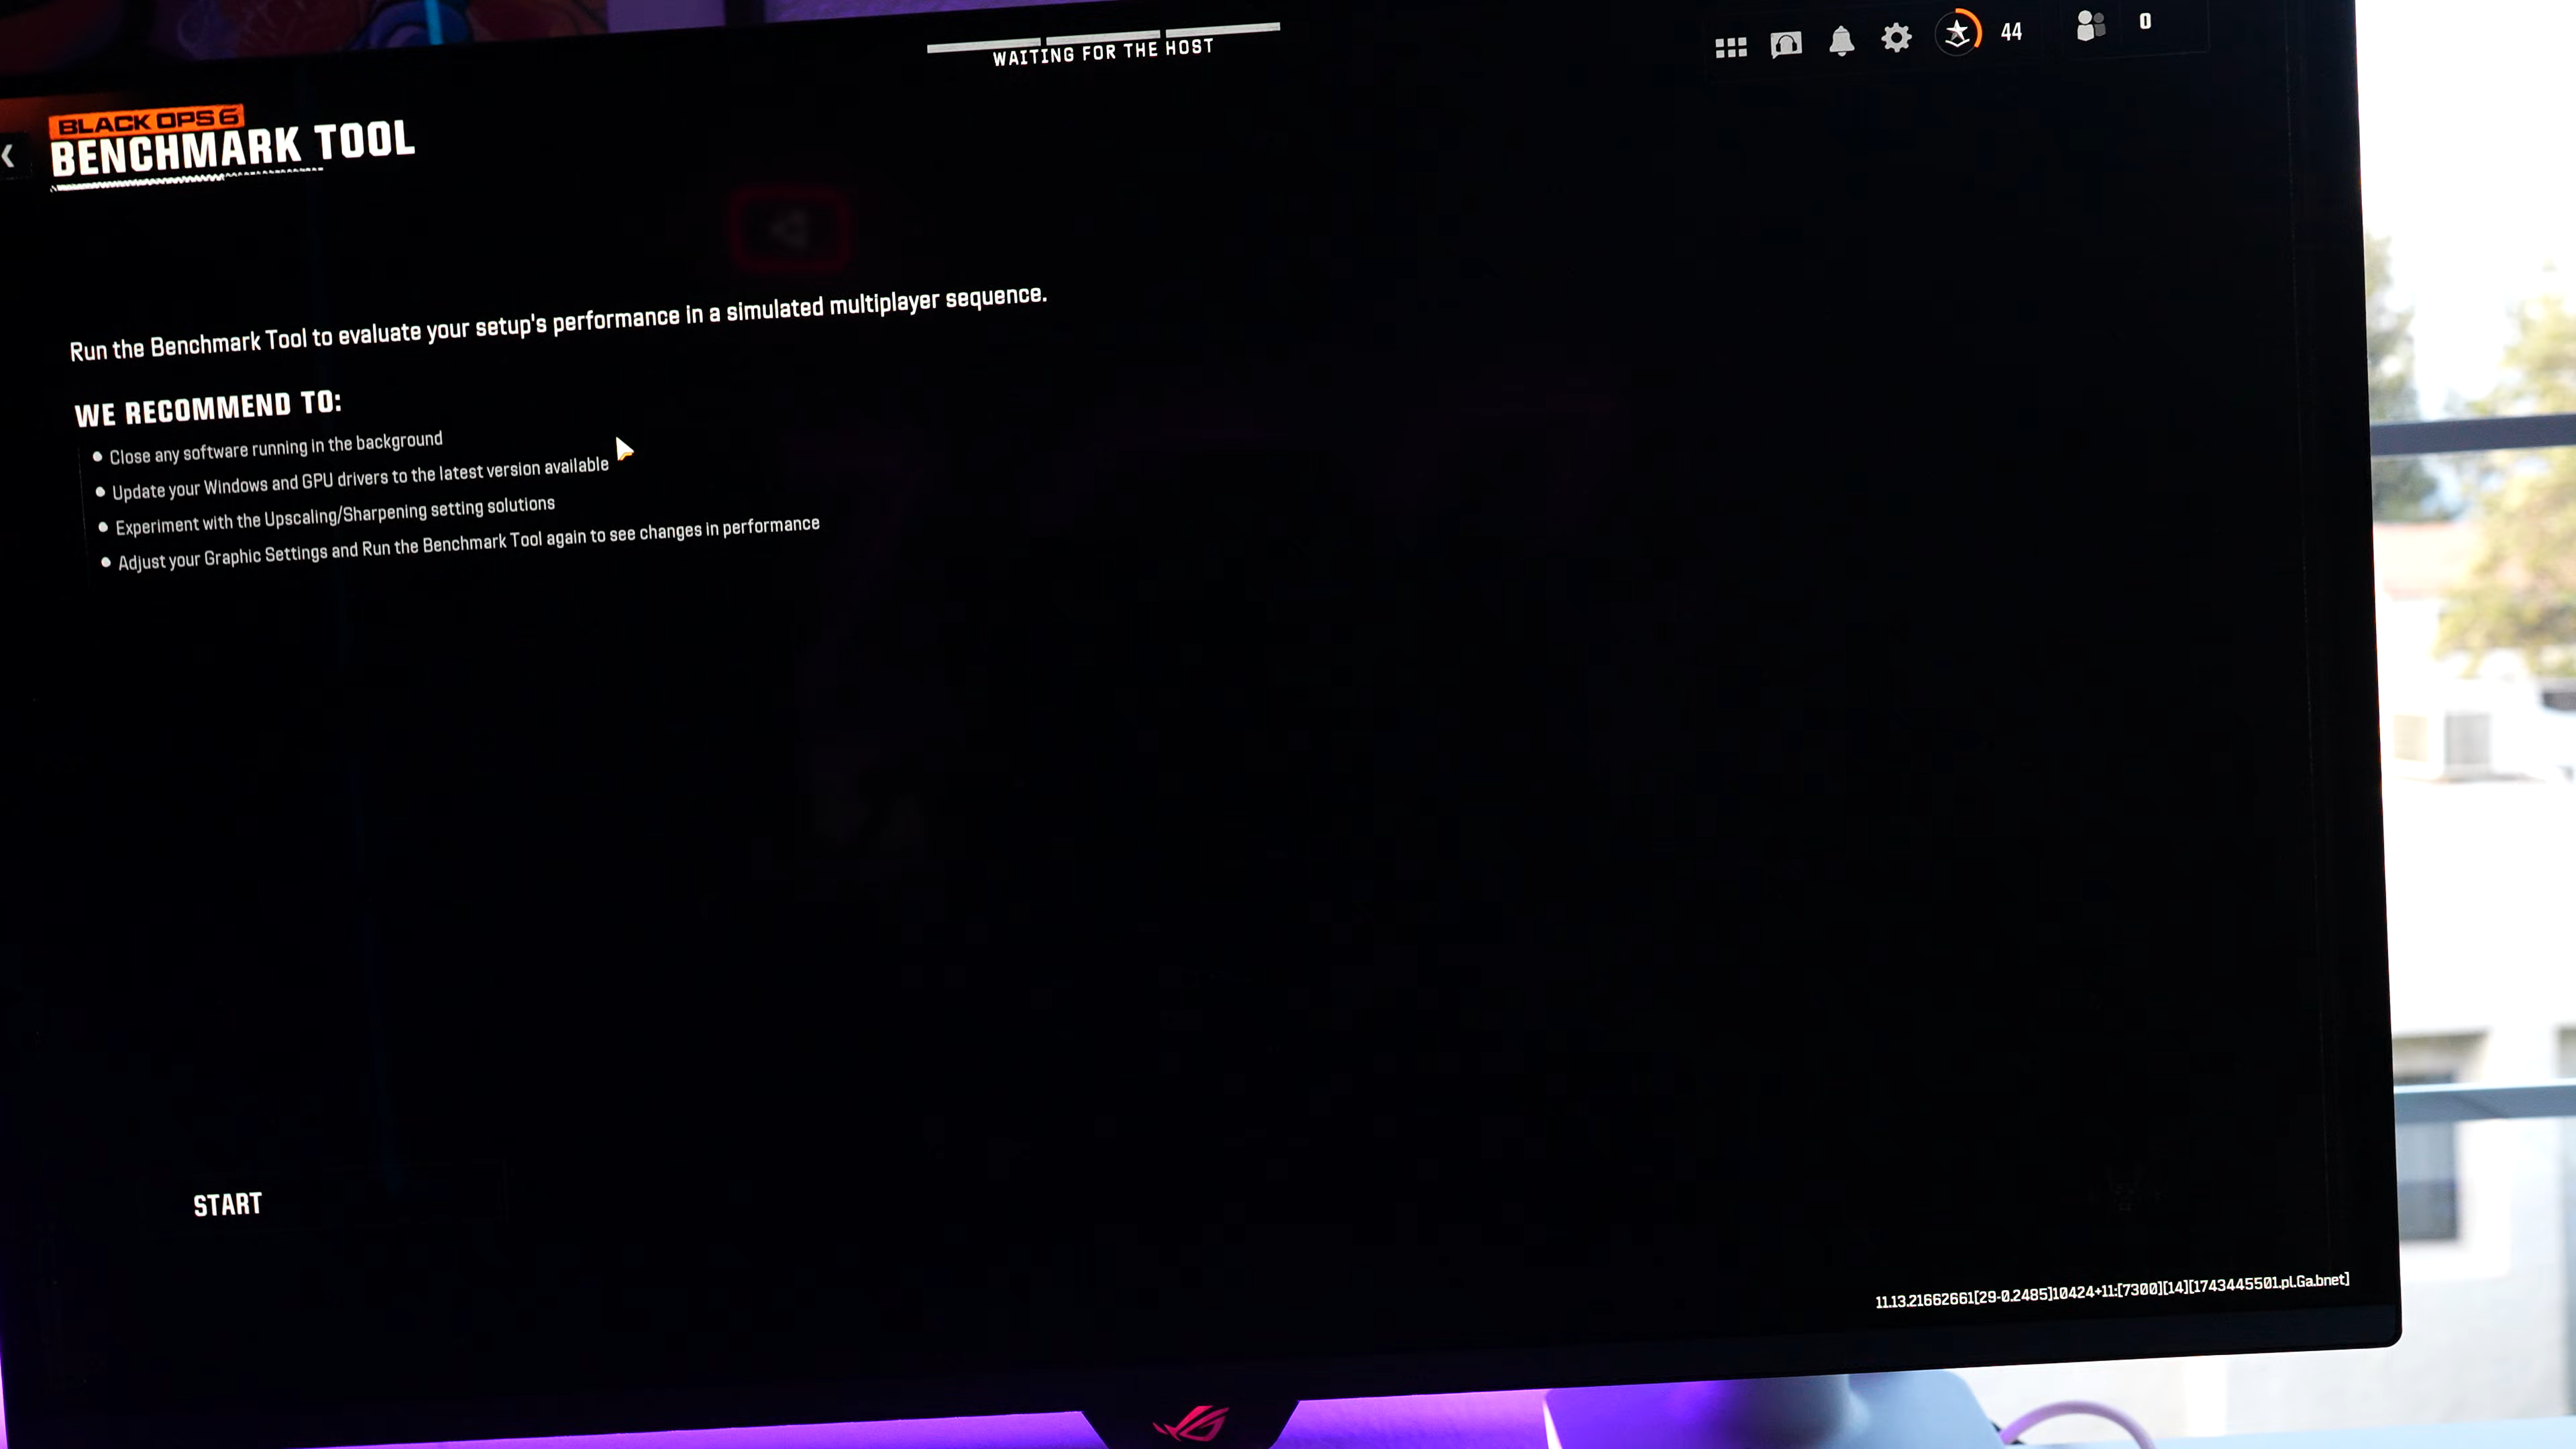 WAITING FOR THE HOST
44
0
BLACK OPS 6
BENCHMARK TOOL
Run the Benchmark Tool to evaluate your setup's performance in a simulated multiplayer sequence.
WE RECOMMEND TO:
Close any software running in the background
Update your Windows and GPU drivers to the latest version available
Experiment with the Upscaling/Sharpening setting solutions
Adjust your Graphic Settings and Run the Benchmark Tool again to see changes in performance
START
11.13.21662661[29-0.2485]10424+11:[7300][14][1743445501.pl.Ga.bnet]